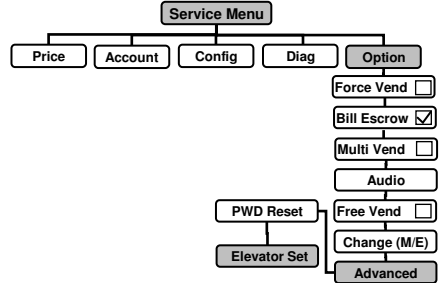 Service Menu
Price
Account
Config
Diag
Option
Force Vend
Bill Escrow
Multi Vend
Audio
PWD Reset
Free Vend
Change (M/E)
Elevator Set
Advanced